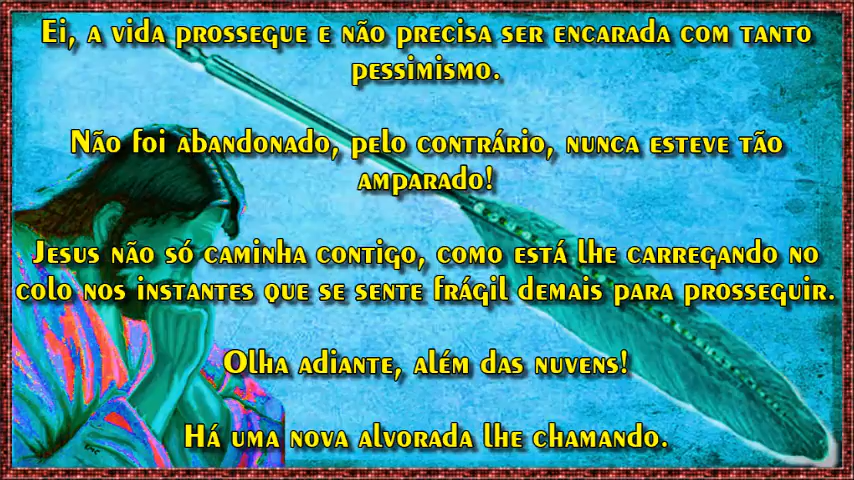 Ei, a vida prossegue e não precisa ser encarada com tanto
pessimismo.
Não foi abandonado, pelo contrário, nunca esteve tão
amparado!
Jesus não só caminha contigo, como está lhe carregando no
colo nos instantes que se sente frágil demais para prosseguir.
Olha adiante, além das nuvens!
Há uma nova alvorada lhe chamando.